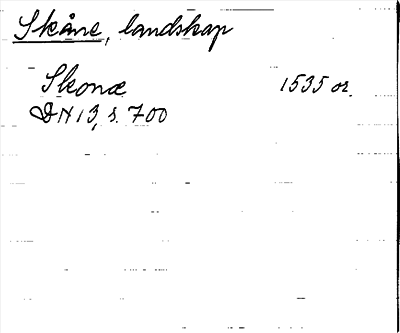 Skåne, landskap
Skonæ 1535 or.
DN 13, s. 700